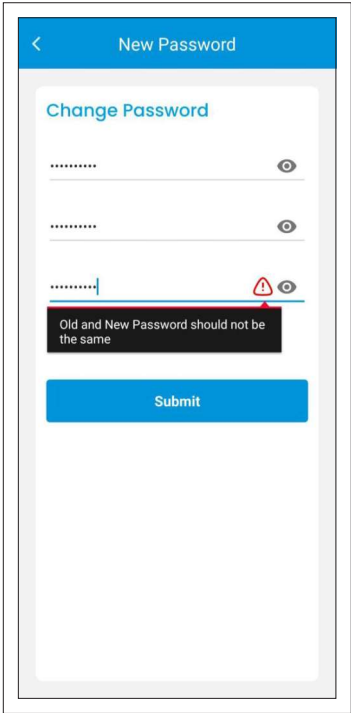 New Password
Change Password
••••••••••
••••••••••
••••••••••
Old and New Password should not be
the same
Submit